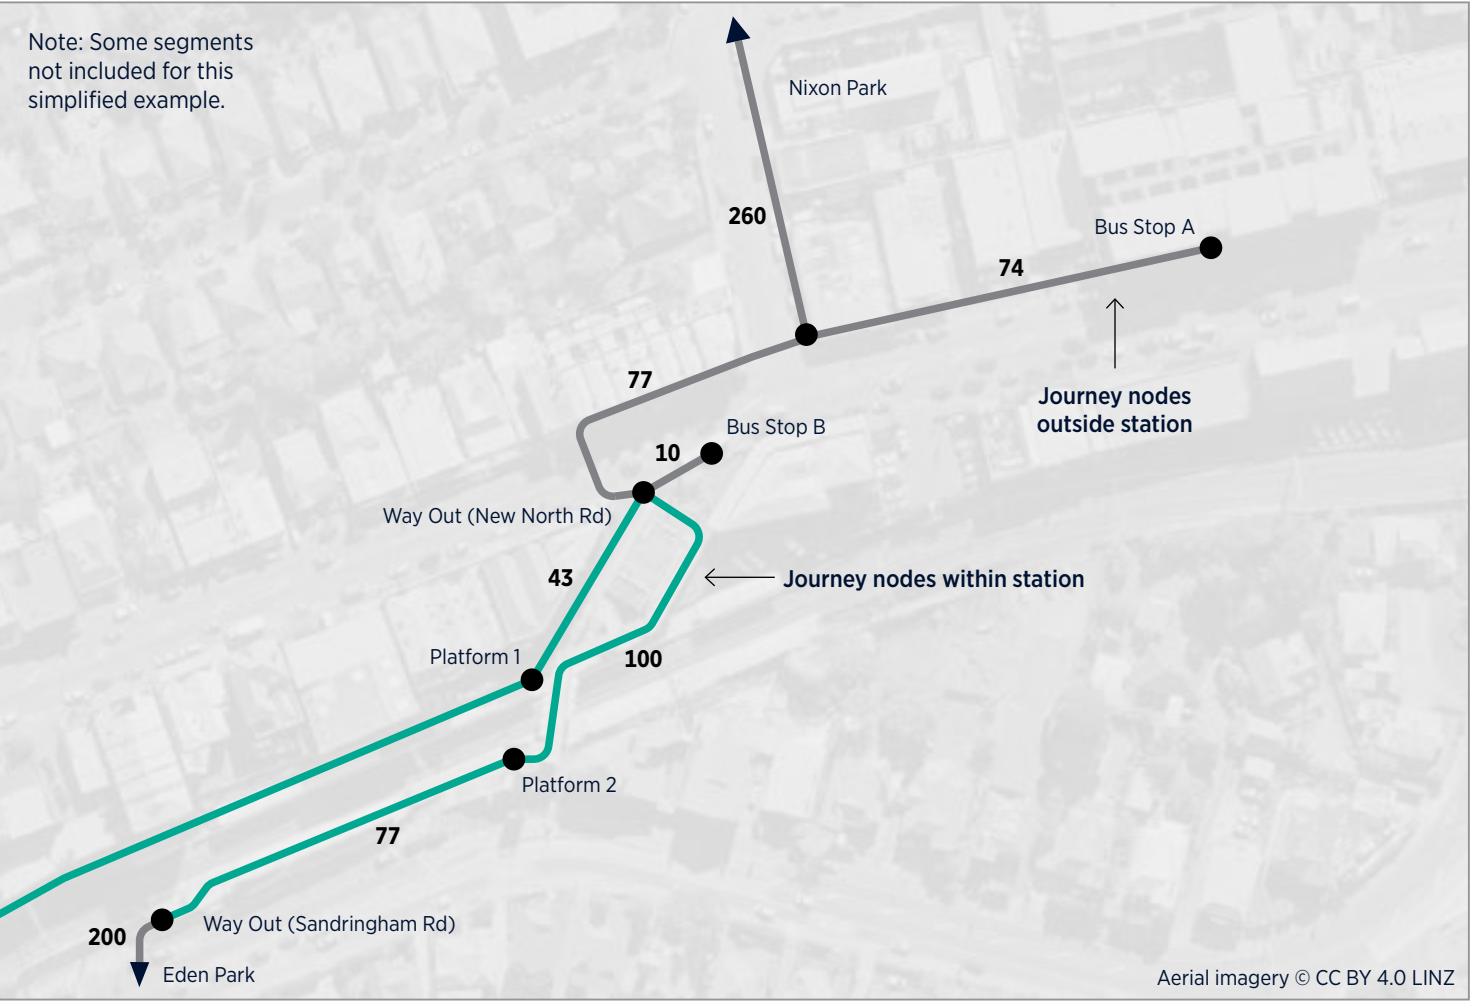 Note: Some segments
not included for this
simplified example.
Nixon Park
260
Bus Stop A
74
77
Journey nodes
outside station
Bus Stop B
10
Way Out (New North Rd)
43
Journey nodes within station
Platform 1
100
Platform 2
77
Way Out (Sandringham Rd)
200
Eden Park
Aerial imagery © CC BY 4.0 LINZ